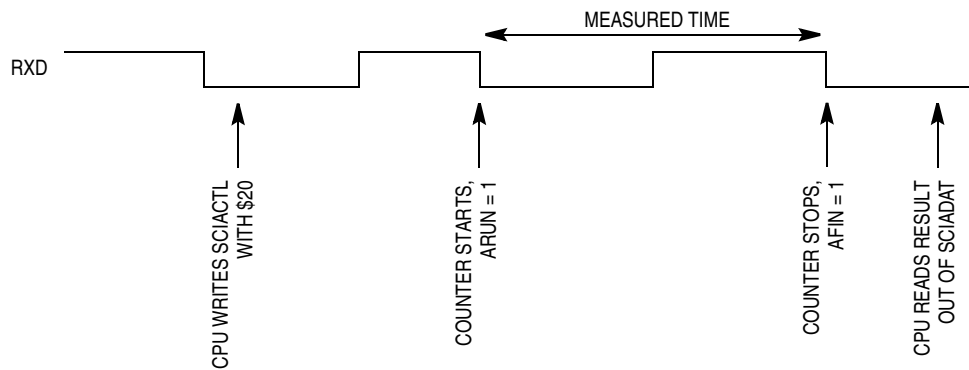 MEASURED TIME
RXD
CPU WRITES SCIACTL
WITH $20
COUNTER STARTS,
ARUN = 1
COUNTER STOPS,
AFIN = 1
CPU READS RESULT
OUT OF SCIADAT